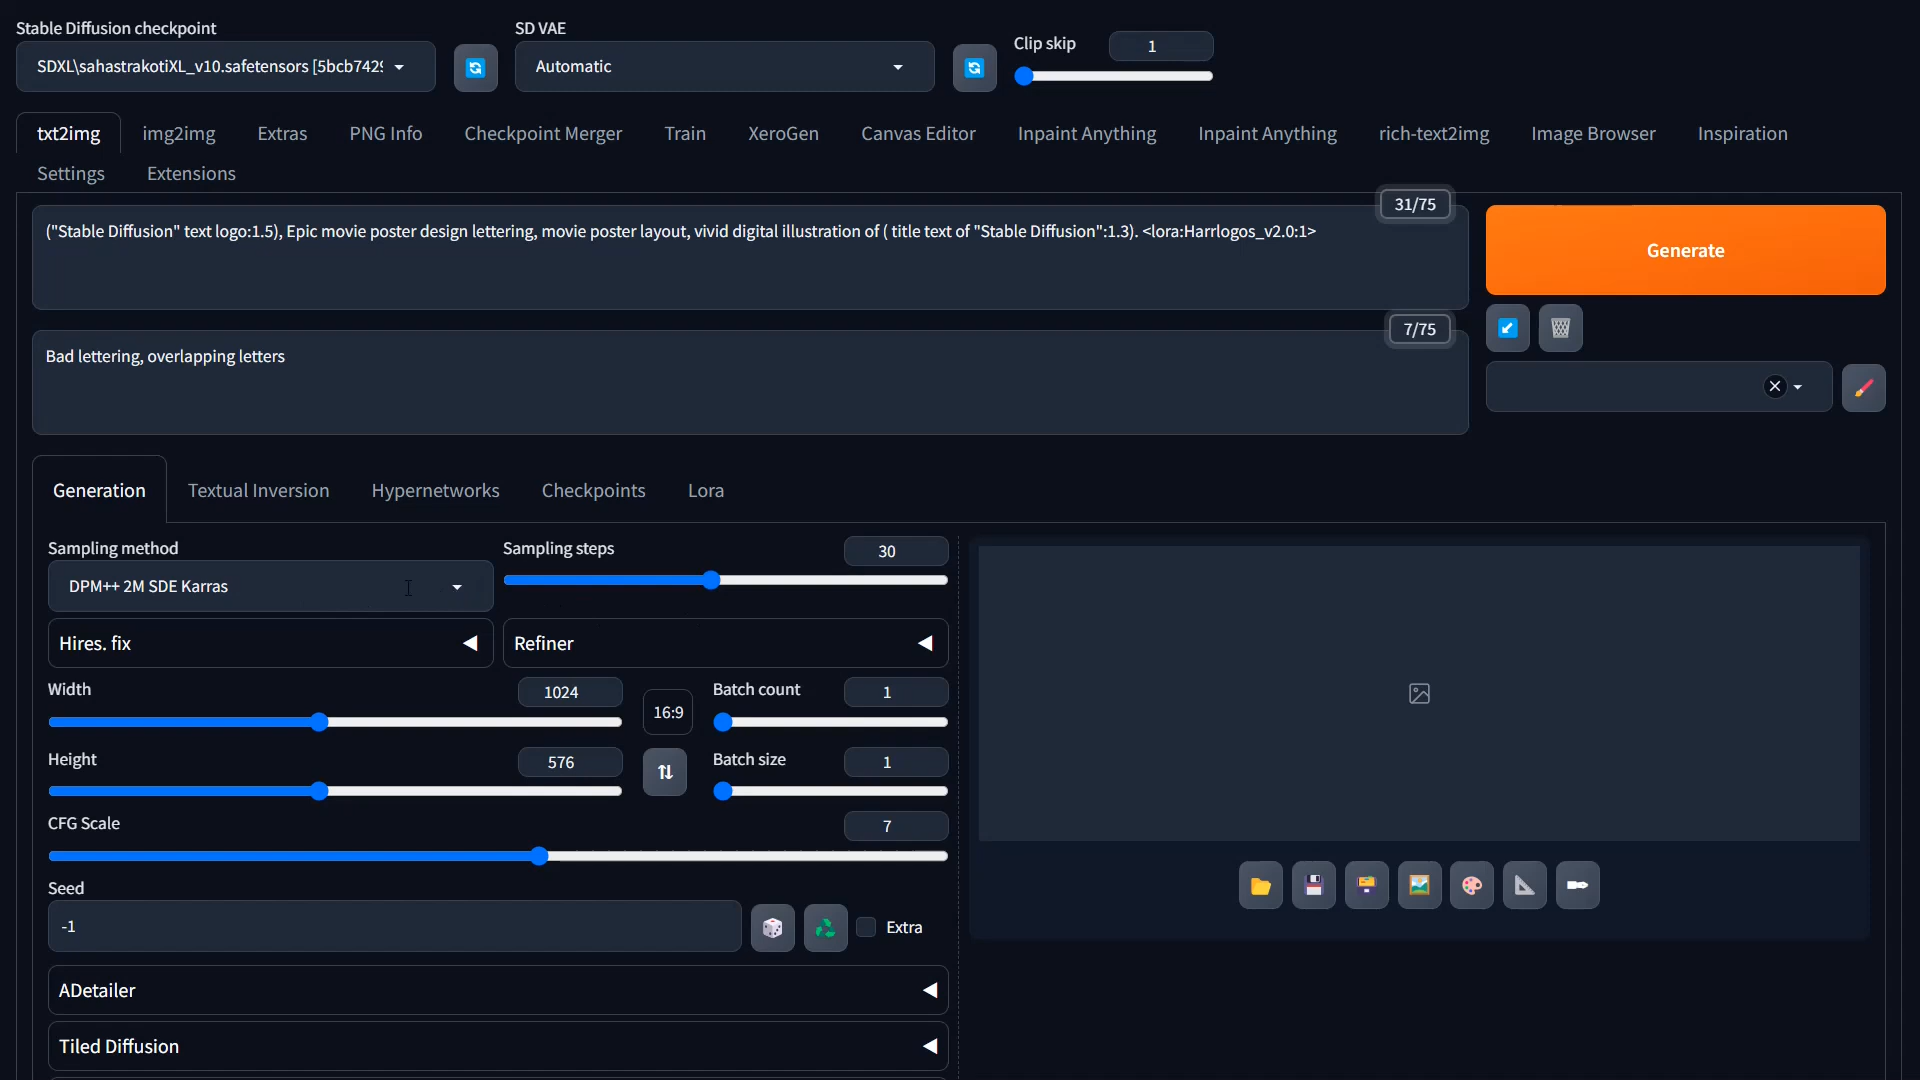 Stable Diffusion checkpoint
SD VAE
Clip skip
1
SDXL\sahastrakotiXL_v10.safetensors [5bcb7429
Automatic
txt2img
img2img
Extras
PNG Info
Checkpoint Merger
Train
XeroGen
Canvas Editor
Inpaint Anything
Inpaint Anything
rich-text2img
Image Browser
Inspiration
Settings
Extensions
31/75
("Stable Diffusion" text logo:1.5), Epic movie poster design lettering, movie poster layout, vivid digital illustration of ( title text of "Stable Diffusion":1.3). <lora:Harrlogos_v2.0:1>
Generate
7/75
Bad lettering, overlapping letters
Generation
Textual Inversion
Hypernetworks
Checkpoints
Lora
Sampling method
DPM++ 2M SDE Karras
Sampling steps
30
Hires. fix
Refiner
Width
1024
16:9
Batch count
1
Height
576
Batch size
1
CFG Scale
7
Seed
-1
Extra
ADetailer
Tiled Diffusion